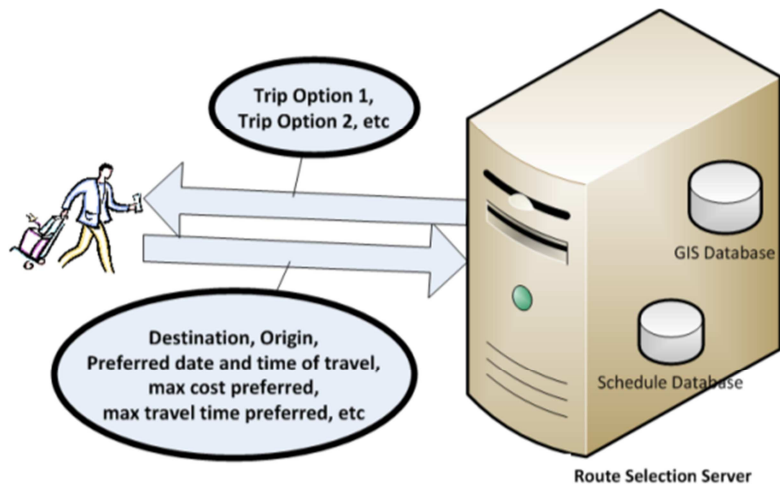 Trip Option 1,
Trip Option 2, etc
GIS Database
Destination, Origin,
Preferred date and time of travel,
max cost preferred,
max travel time preferred, etc
Schedule Database
Route Selection Server